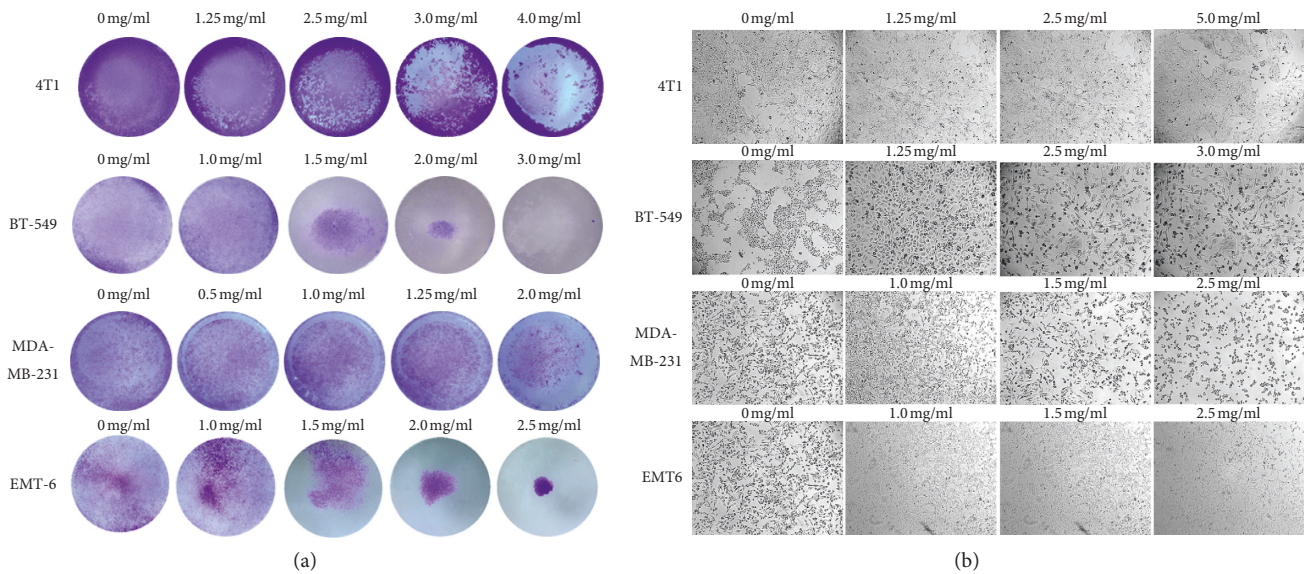 0 mg/ml 1.25 mg/ml 2.5 mg/ml 3.0 mg/ml 4.0 mg/ml
4T1
0 mg/ml 1.0 mg/ml 1.5 mg/ml 2.0 mg/ml 3.0 mg/ml
BT-549
0 mg/ml 0.5 mg/ml 1.0 mg/ml 1.25 mg/ml 2.0 mg/ml
MDA-
MB-231
0 mg/ml 1.0 mg/ml 1.5 mg/ml 2.0 mg/ml 2.5 mg/ml
EMT-6
(a)
0 mg/ml 1.25 mg/ml 2.5 mg/ml 5.0 mg/ml
4T1
0 mg/ml 1.25 mg/ml 2.5 mg/ml 3.0 mg/ml
BT-549
0 mg/ml 1.0 mg/ml 1.5 mg/ml 2.5 mg/ml
MDA-
MB-231
0 mg/ml 1.0 mg/ml 1.5 mg/ml 2.5 mg/ml
EMT6
(b)